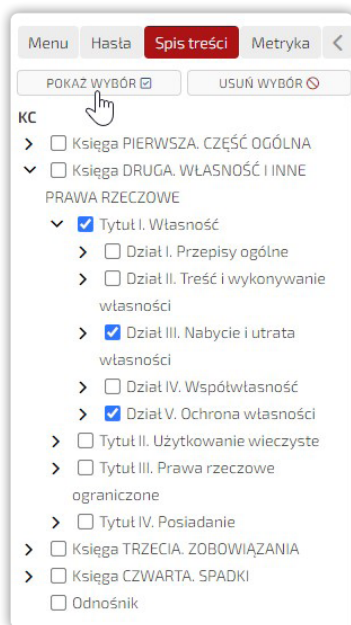 Menu Hasła Spis treści Metryka
POKAŻ WYBÓR USUŃ WYBÓR
KC
Księga PIERWSZA. CZĘŚĆ OGÓLNA
Księga DRUGA. WŁASNOŚĆ I INNE
PRAWA RZECZOWE
Tytuł I. Własność
Dział I. Przepisy ogólne
Dział II. Treść i wykonywanie
własności
Dział III. Nabycie i utrata
własności
Dział IV. Współwłasność
Dział V. Ochrona własności
Tytuł II. Użytkowanie wieczyste
Tytuł III. Prawa rzeczowe
ograniczone
Tytuł IV. Posiadanie
Księga TRZECIA. ZOBOWIĄZANIA
Księga CZWARTA. SPADKI
Odnośnik